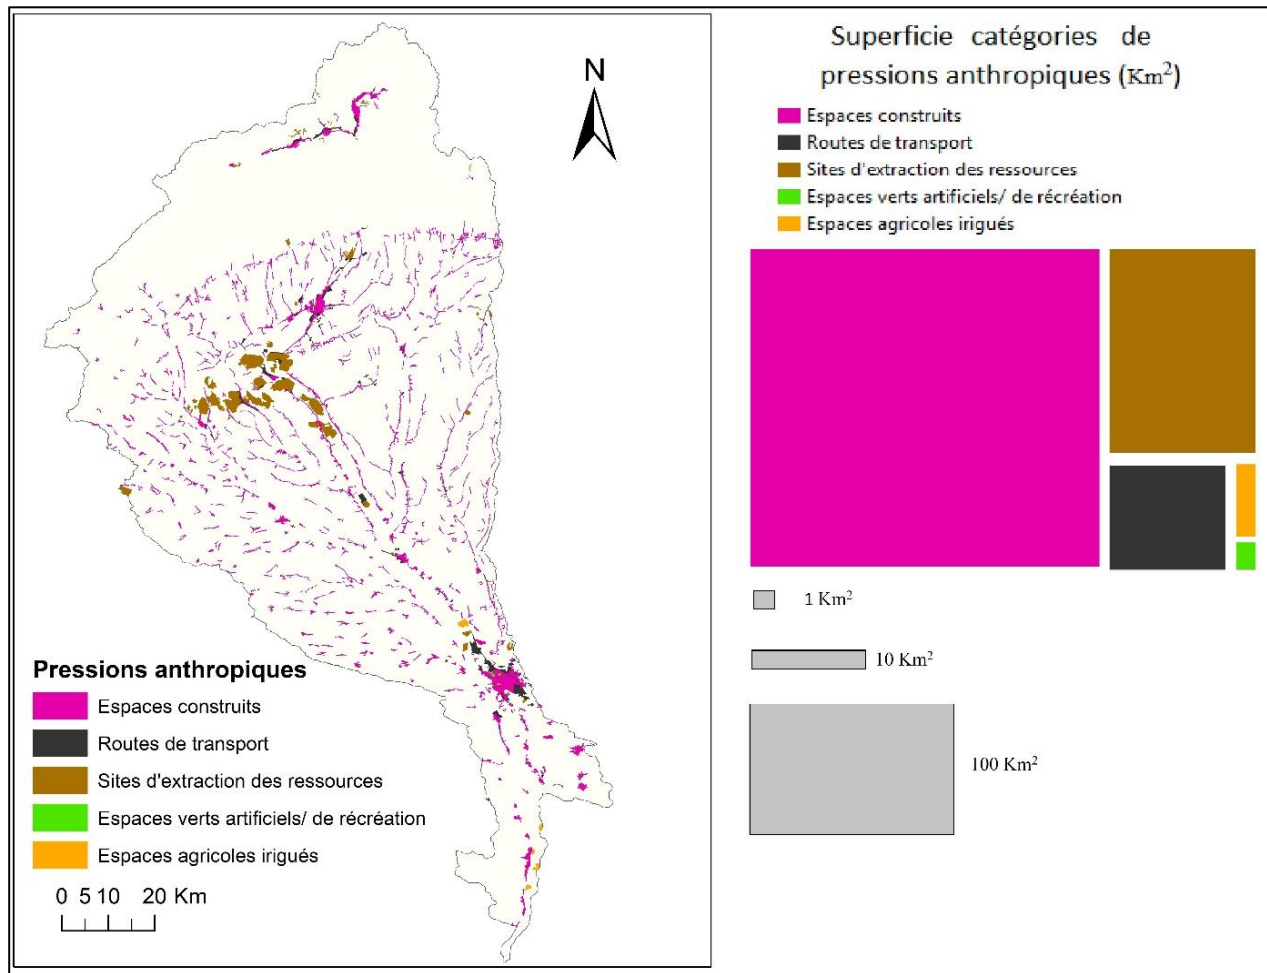 N
Pressions anthropiques
Espaces construits
Routes de transport
Sites d'extraction des ressources
Espaces verts artificiels/ de récréation
Espaces agricoles irigués
0 5 10 20 Km
Superficie catégories de
pressions anthropiques (Km²)
Espaces construits
Routes de transport
Sites d'extraction des ressources
Espaces verts artificiels/ de récréation
Espaces agricoles irigués
1 Km²
10 Km²
100 Km²